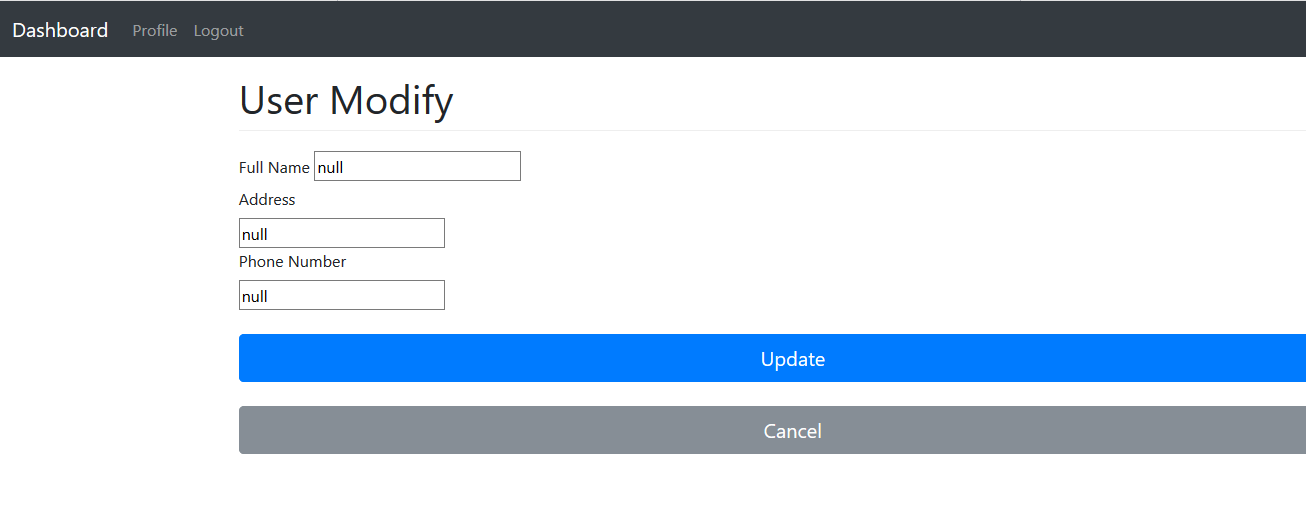 Dashboard Profile Logout
User Modify
Full Name null
Address
null
Phone Number
null
Update
Cancel